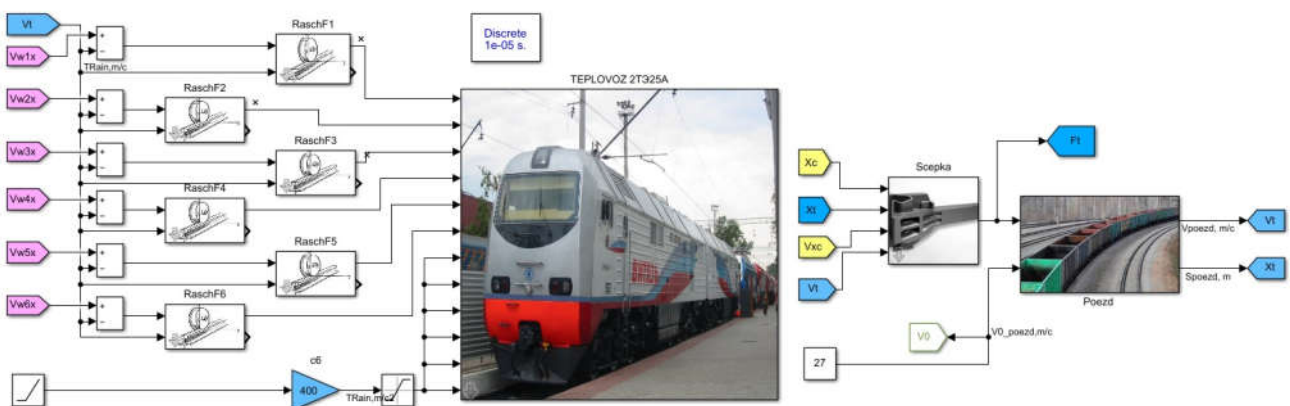 Vt
Vw1x
TRain,m/c
Vw2x
Vw3x
Vw4x
Vw5x
Vw6x
RaschF1
RaschF2
RaschF3
RaschF4
RaschF5
RaschF6
c6
400
TRain,m/c2
Discrete
1e-05 s.
TEPLOVOZ 2ТЭ25А
Xc
Xt
Vxc
Vt
Scepka
Ft
Vpoezd, m/c
Vt
Spoezd, m
Xt
Poezd
V0
V0_poezd,m/c
27